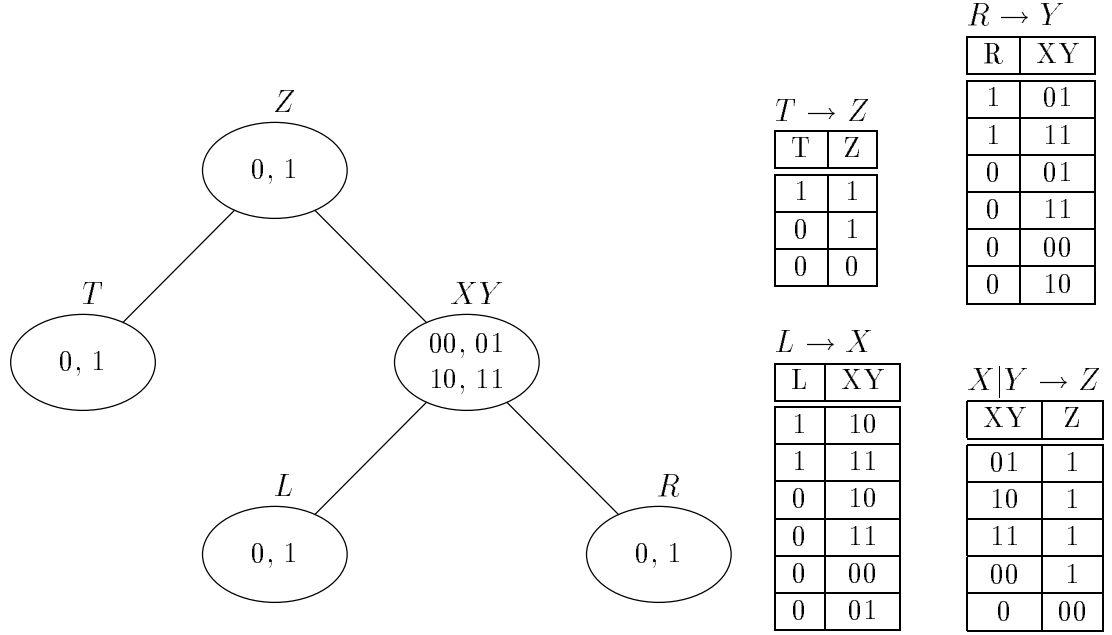 Z
0, 1
T
0, 1
XY
00, 01
10, 11
L
0, 1
R
0, 1
T → Z
T Z
1 1
0 1
0 0
L → X
L XY
1 10
1 11
0 10
0 11
0 00
0 01
R → Y
R XY
1 01
1 11
0 01
0 11
0 00
0 10
X|Y → Z
XY Z
01 1
10 1
11 1
00 1
0 00